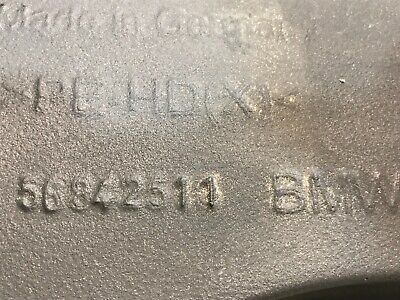 Made in Germany
>PE-HD(X)<
56842511 BMW